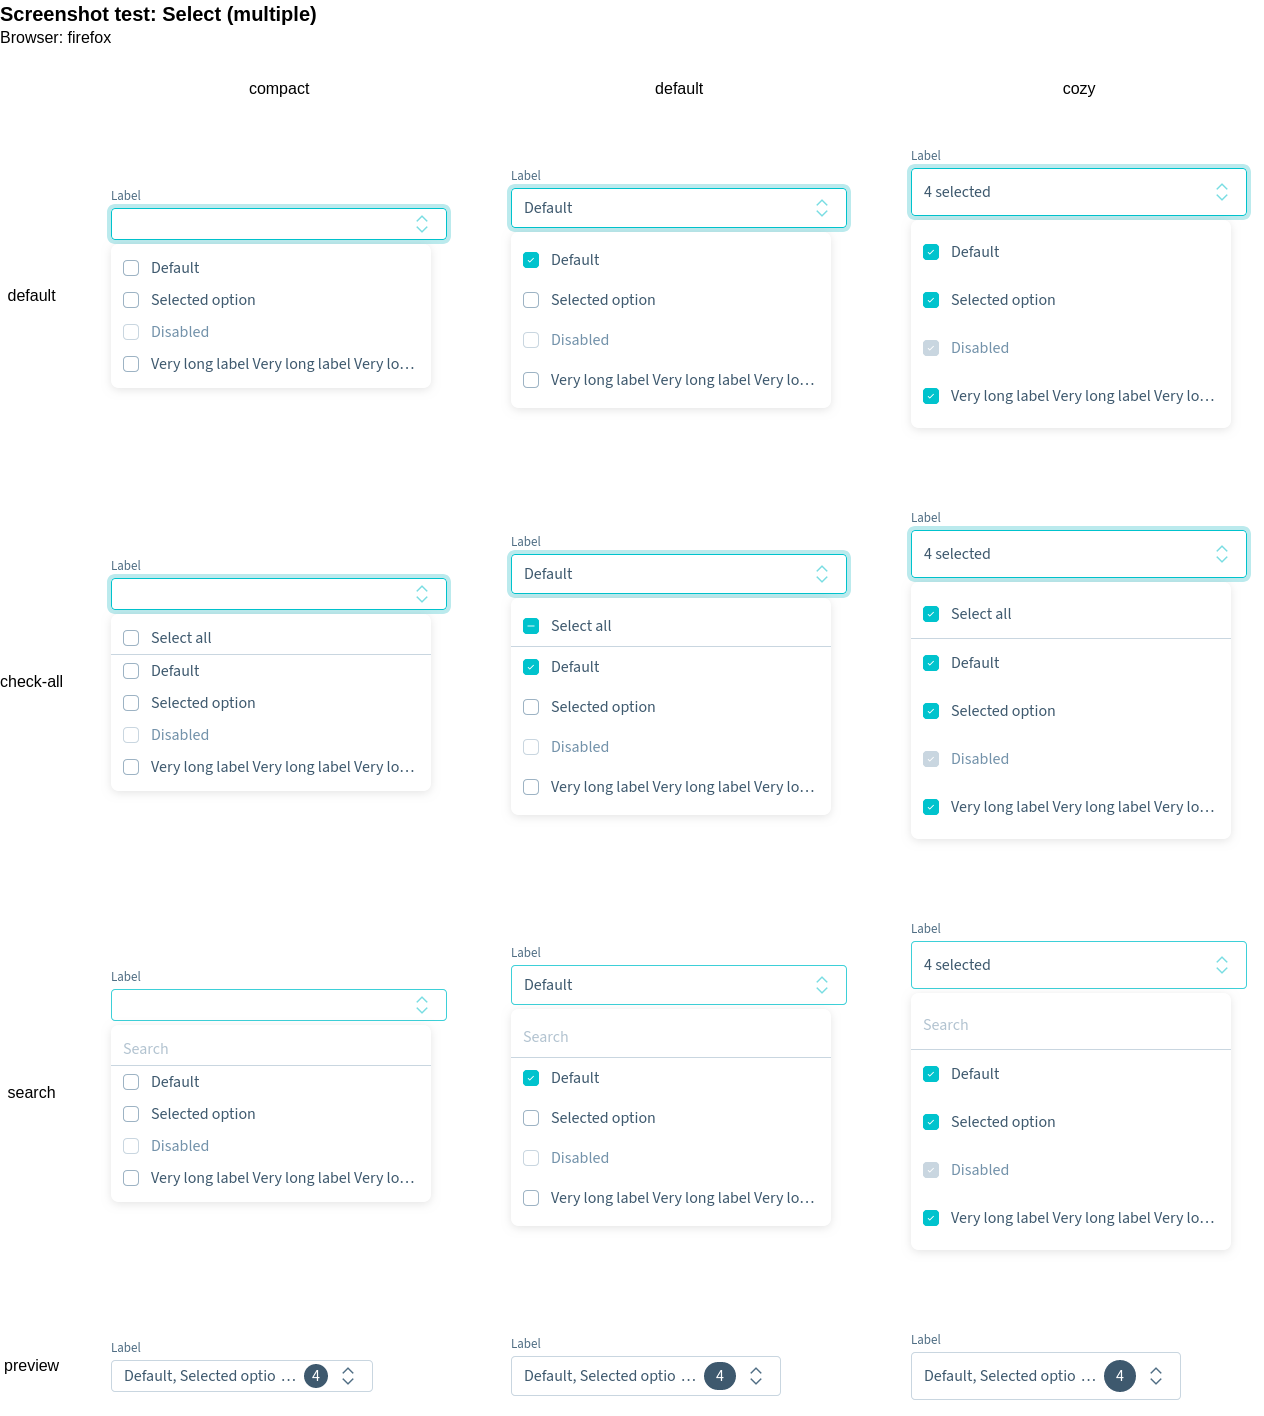 Screenshot test: Select (multiple)
Browser: firefox
compact
default
cozy
default
Label
Default
Selected option
Disabled
Very long label Very long label Very lo...
Label
Default
Default
Selected option
Disabled
Very long label Very long label Very lo...
Label
4 selected
Default
Selected option
Disabled
Very long label Very long label Very lo...
check-all
Label
Select all
Default
Selected option
Disabled
Very long label Very long label Very lo...
Label
Default
Select all
Default
Selected option
Disabled
Very long label Very long label Very lo...
Label
4 selected
Select all
Default
Selected option
Disabled
Very long label Very long label Very lo...
search
Label
Search
Default
Selected option
Disabled
Very long label Very long label Very lo...
Label
Default
Search
Default
Selected option
Disabled
Very long label Very long label Very lo...
Label
4 selected
Search
Default
Selected option
Disabled
Very long label Very long label Very lo...
preview
Label
Default, Selected optio ... 4
Label
Default, Selected optio ... 4
Label
Default, Selected optio ... 4